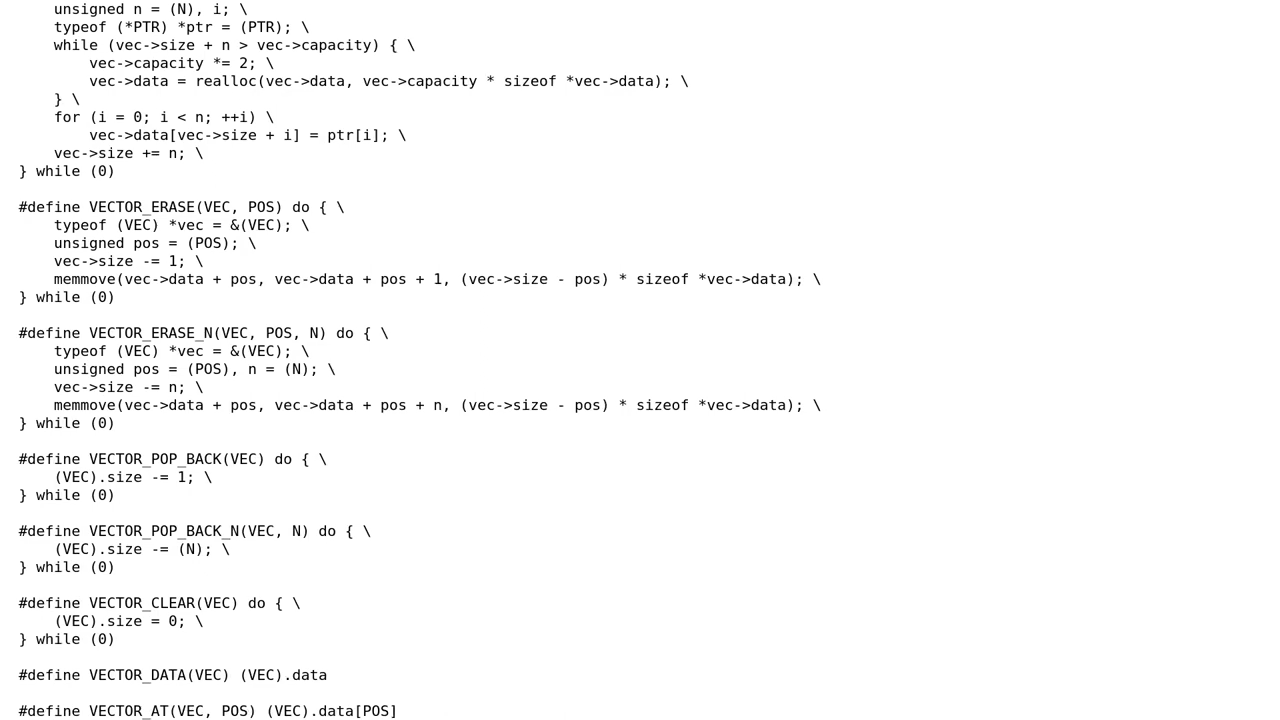 unsigned n = (N), i; \
    typeof (*PTR) *ptr = (PTR); \
    while (vec->size + n > vec->capacity) { \
        vec->capacity *= 2; \
        vec->data = realloc(vec->data, vec->capacity * sizeof *vec->data); \
    } \
    for (i = 0; i < n; ++i) \
        vec->data[vec->size + i] = ptr[i]; \
    vec->size += n; \
} while (0)

#define VECTOR_ERASE(VEC, POS) do { \
    typeof (VEC) *vec = &(VEC); \
    unsigned pos = (POS); \
    vec->size -= 1; \
    memmove(vec->data + pos, vec->data + pos + 1, (vec->size - pos) * sizeof *vec->data); \
} while (0)

#define VECTOR_ERASE_N(VEC, POS, N) do { \
    typeof (VEC) *vec = &(VEC); \
    unsigned pos = (POS), n = (N); \
    vec->size -= n; \
    memmove(vec->data + pos, vec->data + pos + n, (vec->size - pos) * sizeof *vec->data); \
} while (0)

#define VECTOR_POP_BACK(VEC) do { \
    (VEC).size -= 1; \
} while (0)

#define VECTOR_POP_BACK_N(VEC, N) do { \
    (VEC).size -= (N); \
} while (0)

#define VECTOR_CLEAR(VEC) do { \
    (VEC).size = 0; \
} while (0)

#define VECTOR_DATA(VEC) (VEC).data

#define VECTOR_AT(VEC, POS) (VEC).data[POS]